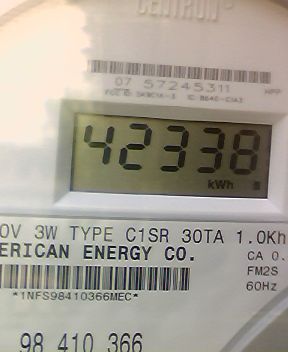 CENTRON
07 57245311
42338
kWh
0V 3W TYPE C1SR 30TA 1.0Kh
ERICAN ENERGY CO.
CA 0.
FM2S
60Hz
*1NFS98410366MEC*
98 410 366